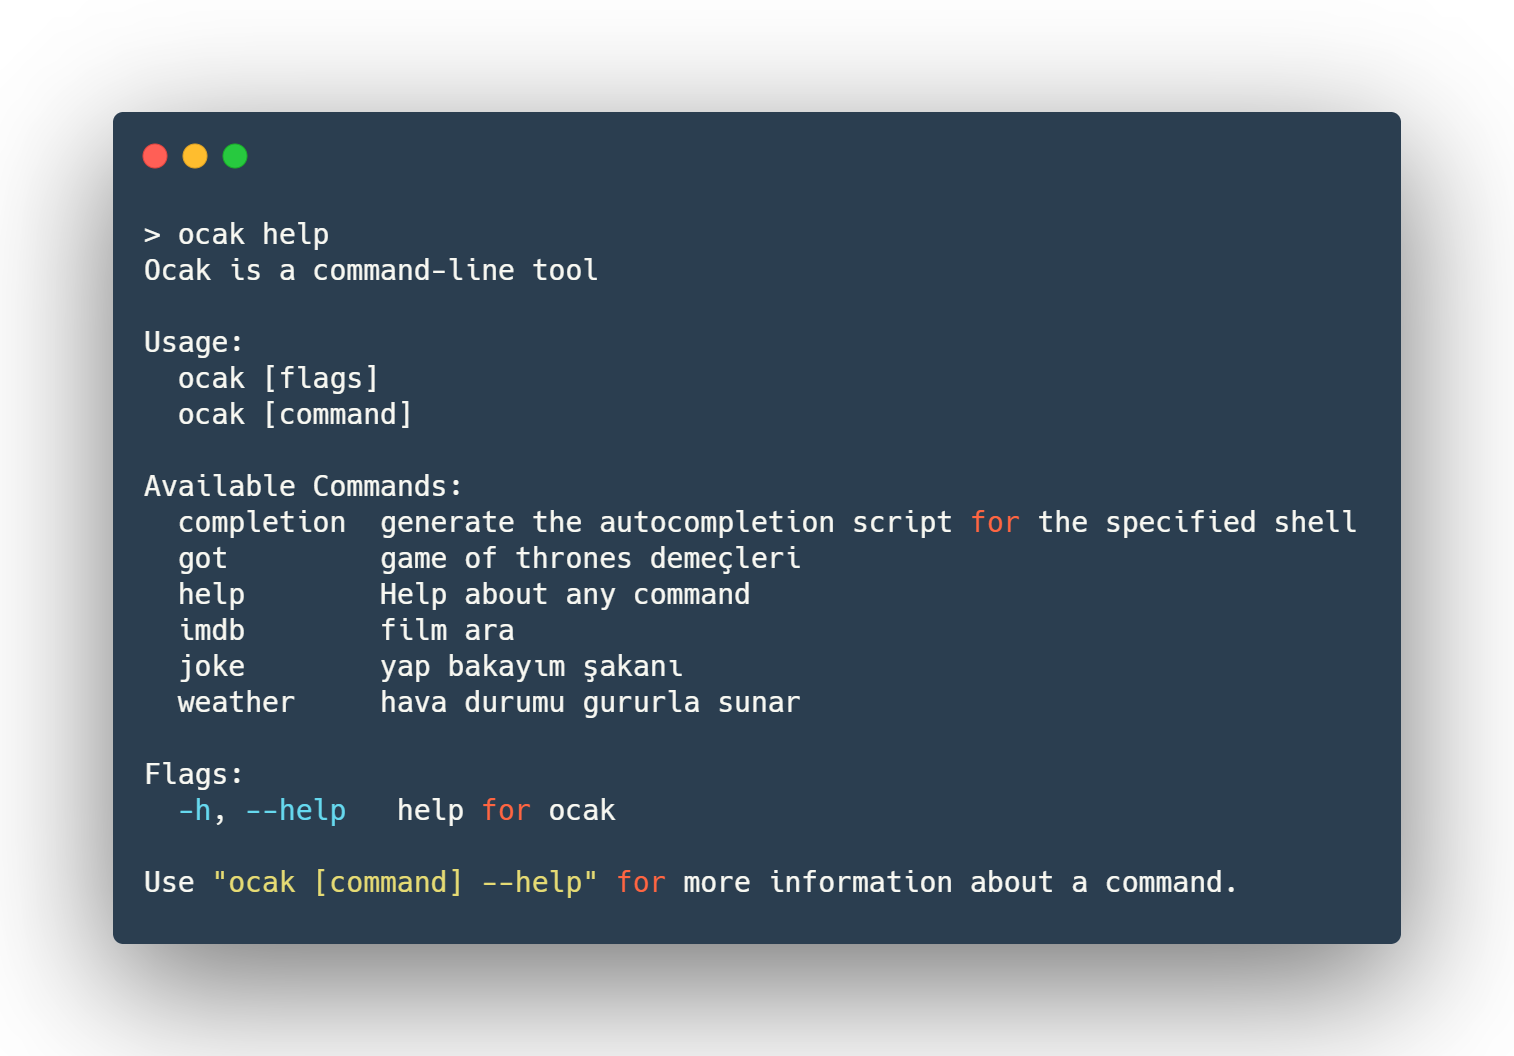 > ocak help
Ocak is a command-line tool
Usage:
  ocak [flags]
  ocak [command]
Available Commands:
  completion  generate the autocompletion script for the specified shell
  got         game of thrones demeçleri
  help        Help about any command
  imdb        film ara
  joke        yap bakayım şakanı
  weather     hava durumu gururla sunar
Flags:
  -h, --help   help for ocak
Use "ocak [command] --help" for more information about a command.